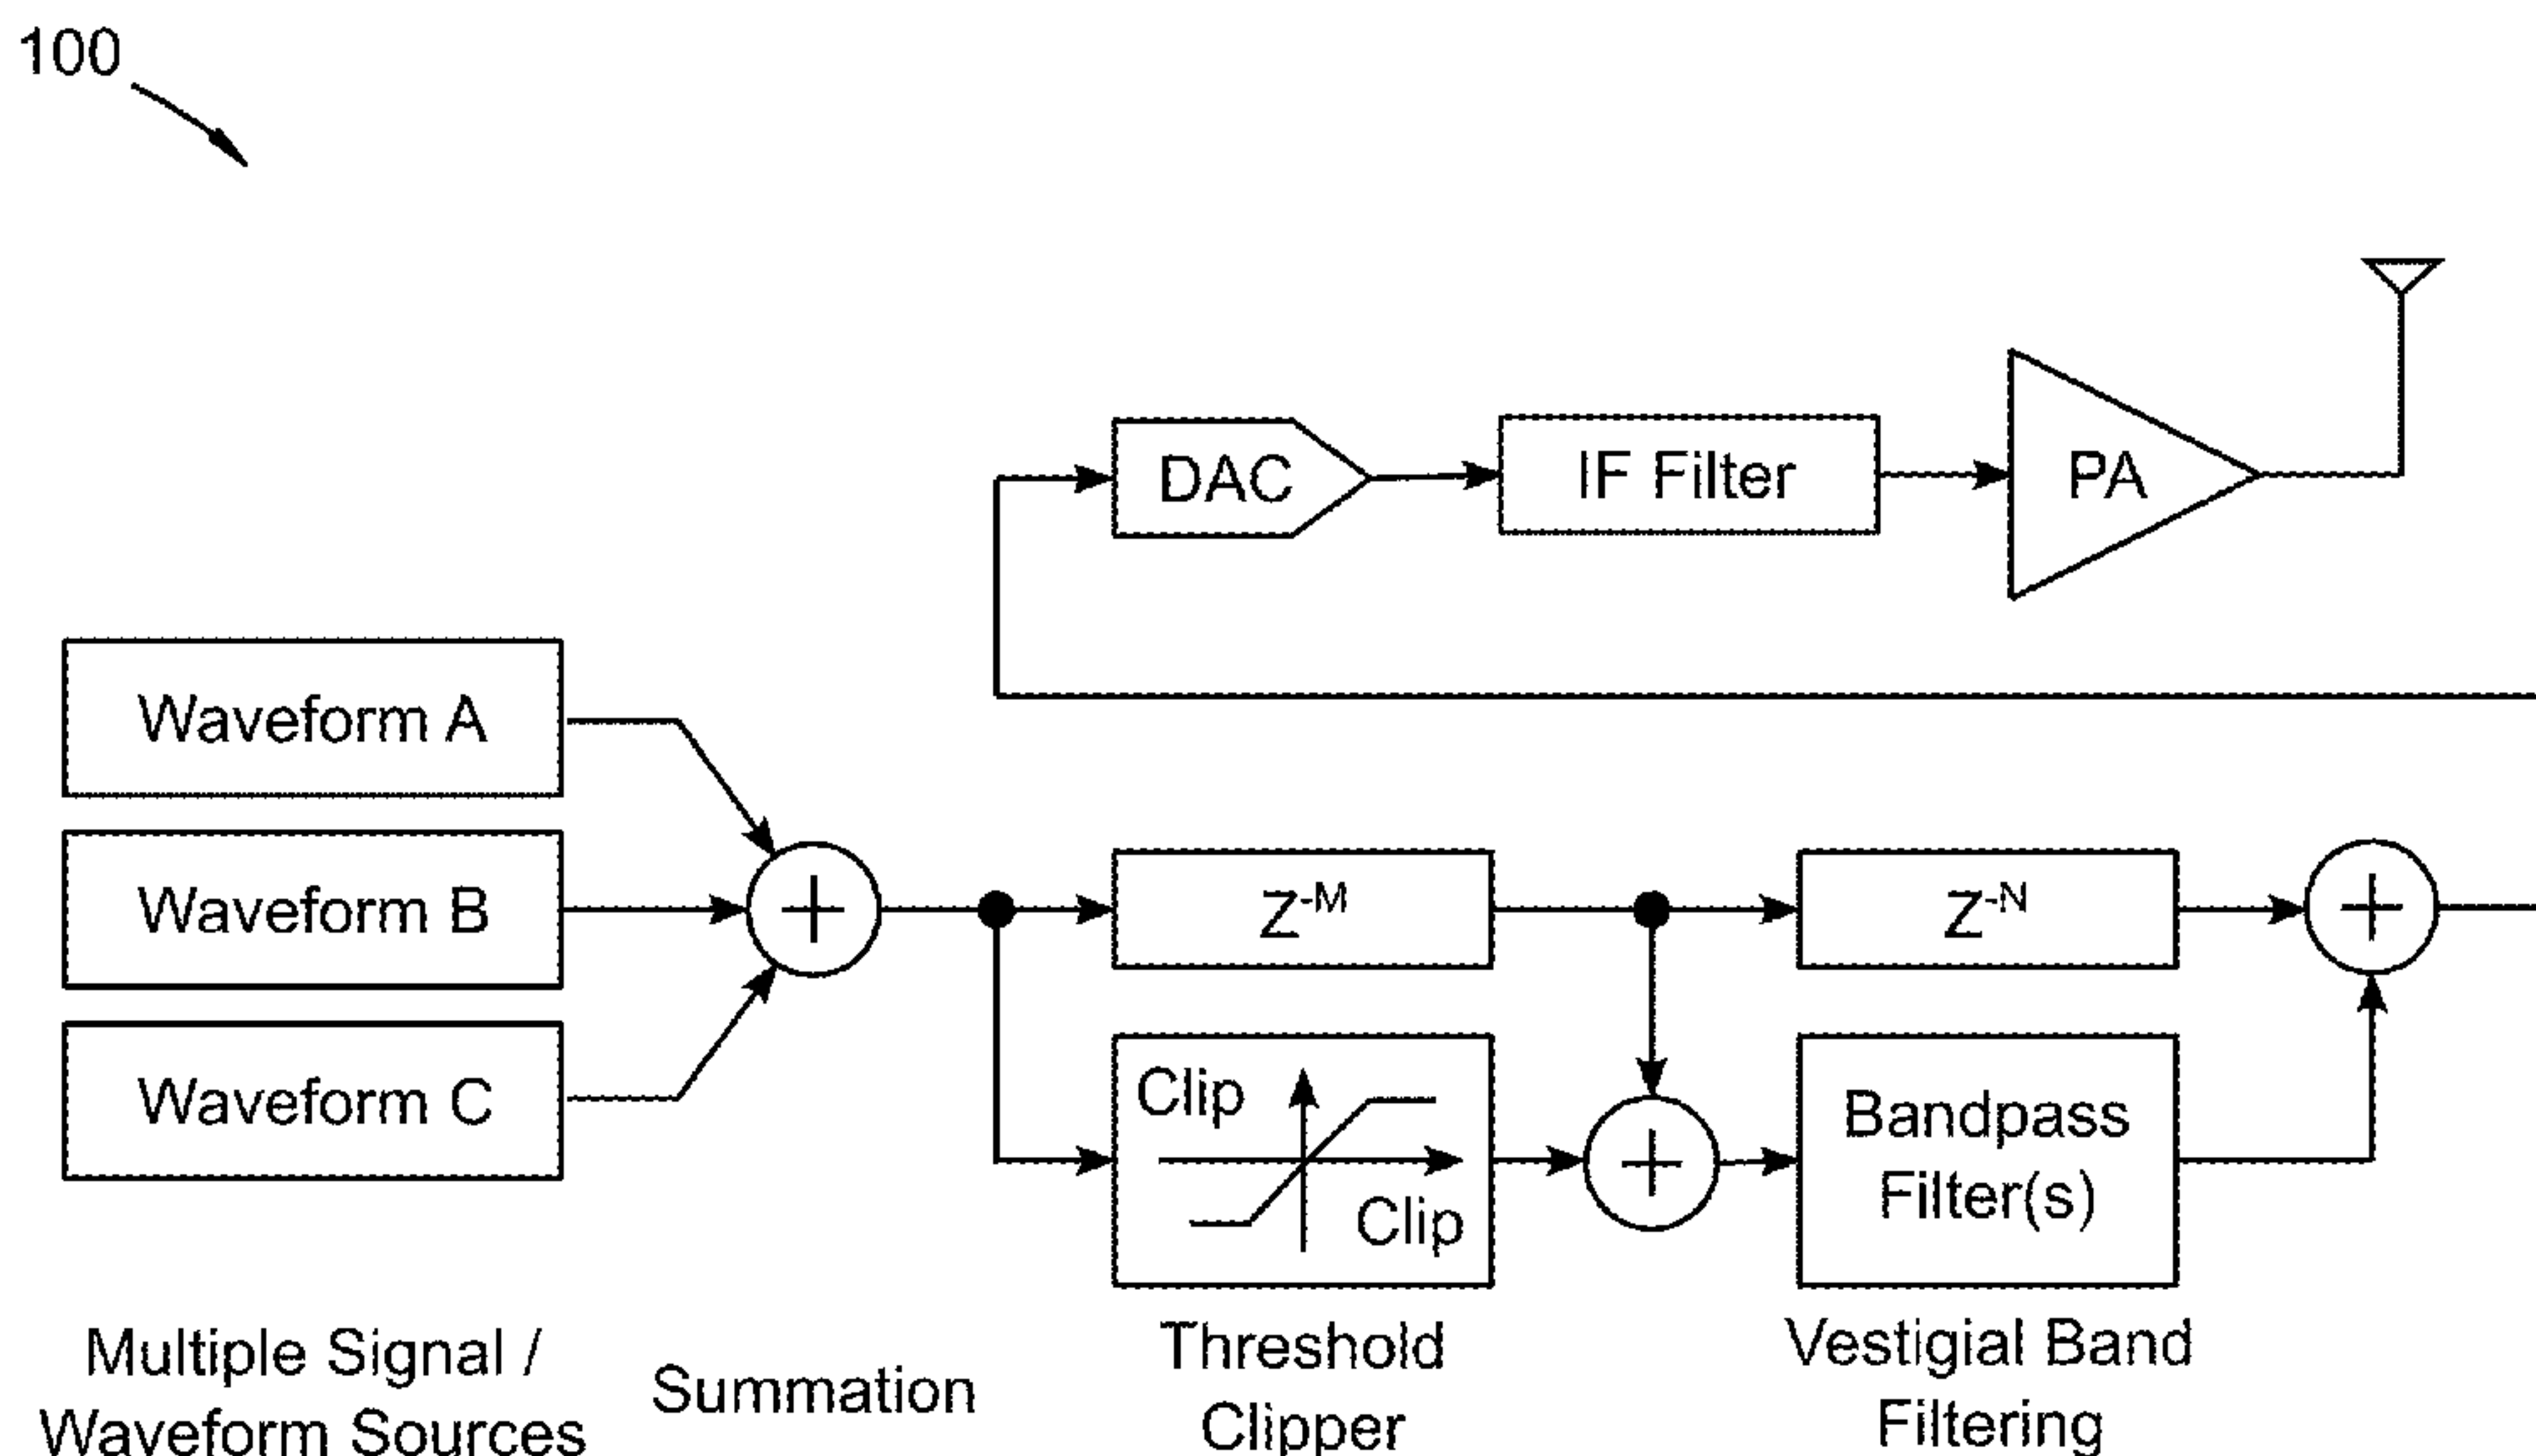 100
DAC
IF Filter
PA
Waveform A
Waveform B
Waveform C
+
Z-M
Z-N
+
Clip
Clip
+
Bandpass
Filter(s)
Multiple Signal /
Waveform Sources
Summation
Threshold
Clipper
Vestigial Band
Filtering